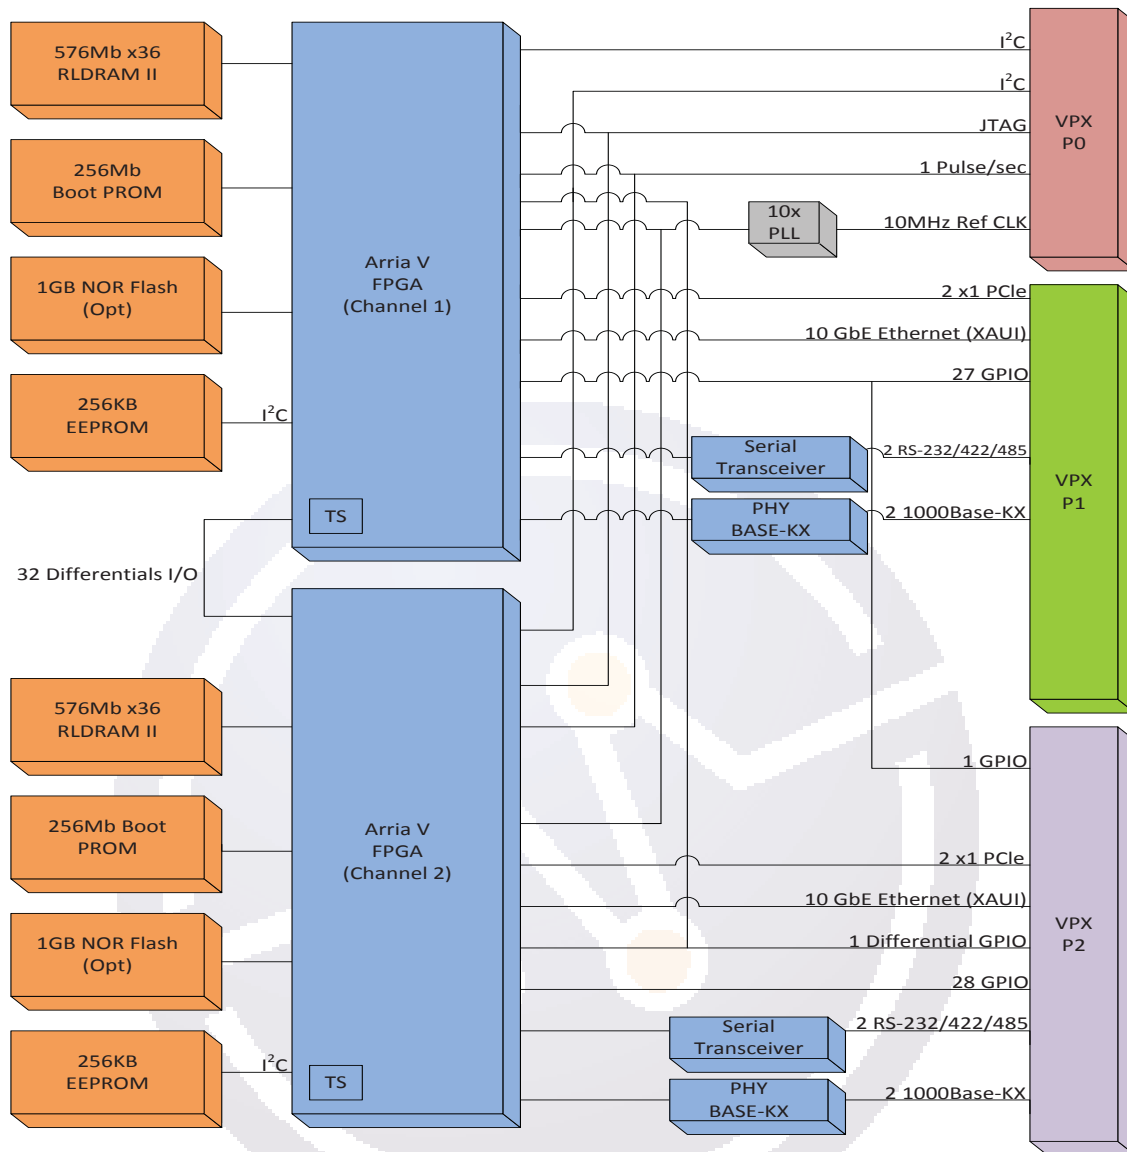 576Mb x36
RLDRAM II
256Mb
Boot PROM
1GB NOR Flash
(Opt)
256KB
EEPROM
I²C
Arria V
FPGA
(Channel 1)
TS
32 Differentials I/O
I²C
I²C
JTAG
1 Pulse/sec
10x
PLL
10MHz Ref CLK
VPX
P0
2 x1 PCIe
10 GbE Ethernet (XAUI)
27 GPIO
Serial
Transceiver
2 RS-232/422/485
PHY
BASE-KX
2 1000Base-KX
VPX
P1
576Mb x36
RLDRAM II
256Mb Boot
PROM
1GB NOR Flash
(Opt)
256KB
EEPROM
I²C
Arria V
FPGA
(Channel 2)
TS
1 GPIO
2 x1 PCIe
10 GbE Ethernet (XAUI)
1 Differential GPIO
28 GPIO
Serial
Transceiver
2 RS-232/422/485
PHY
BASE-KX
2 1000Base-KX
VPX
P2